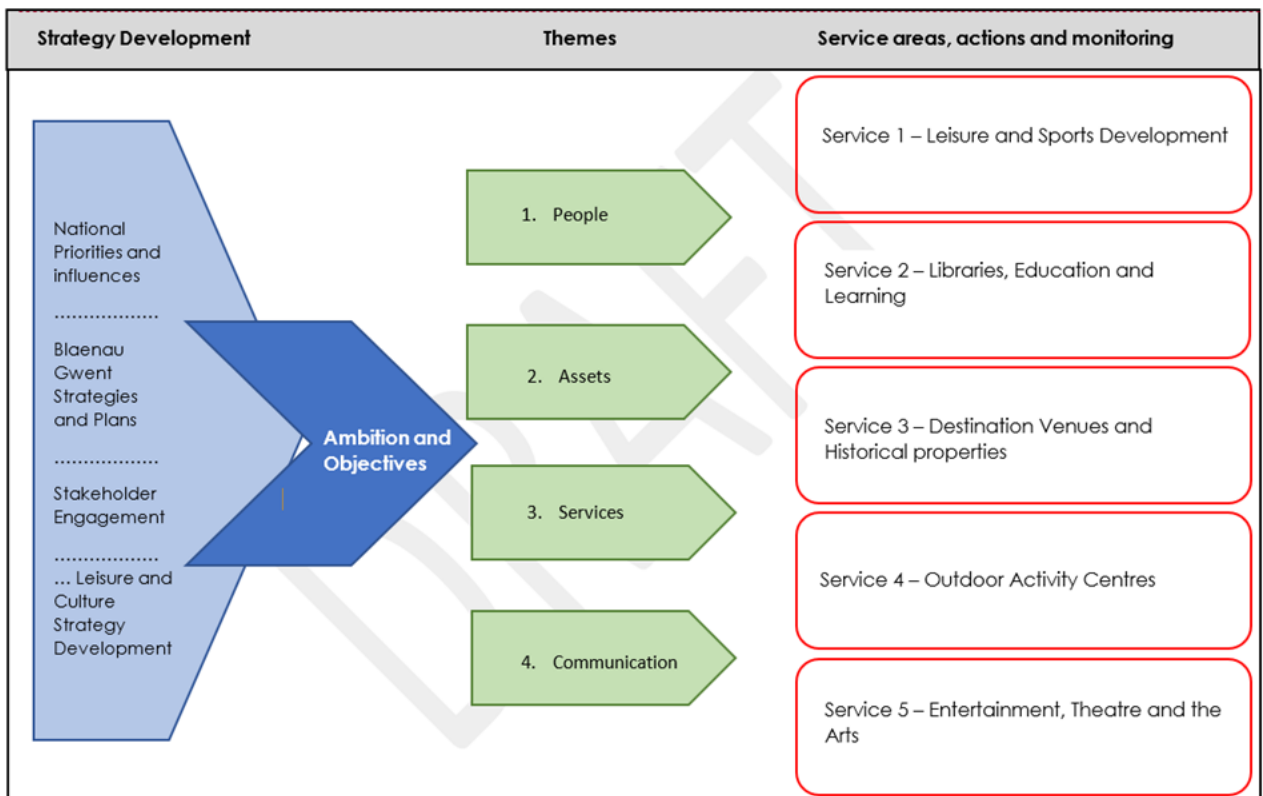 Strategy Development
Themes
Service areas, actions and monitoring
National
Priorities and
influences
..................
Blaenau
Gwent
Strategies
and Plans
..................
Stakeholder
Engagement
..................
... Leisure and
Culture
Strategy
Development
Ambition and
Objectives
1. People
2. Assets
3. Services
4. Communication
Service 1 – Leisure and Sports Development
Service 2 – Libraries, Education and
Learning
Service 3 – Destination Venues and
Historical properties
Service 4 – Outdoor Activity Centres
Service 5 – Entertainment, Theatre and the
Arts
DRAFT